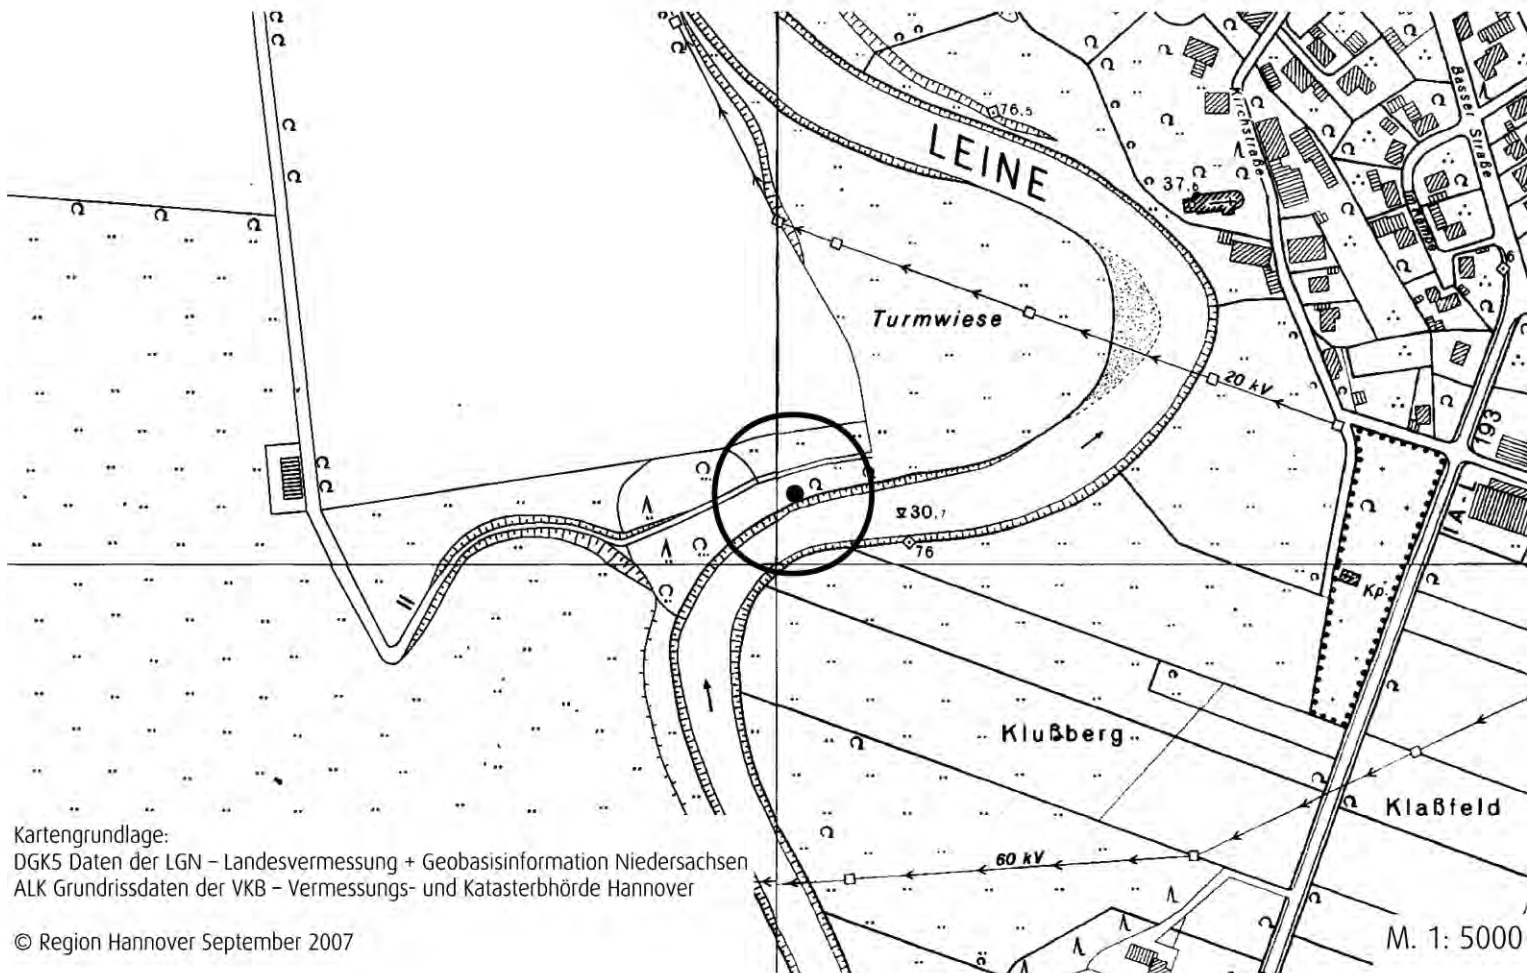 76,5
LEINE
Kirchstraße
Basser Straße
37,6
Kampe
6
Turmwiese
20 kV
193
30,7
76
Kp.
Klußberg
Klaßfeld
60 kV
Kartengrundlage:
DGK5 Daten der LGN – Landesvermessung + Geobasisinformation Niedersachsen
ALK Grundrissdaten der VKB – Vermessungs- und Katasterbhörde Hannover
© Region Hannover September 2007
M. 1: 5000